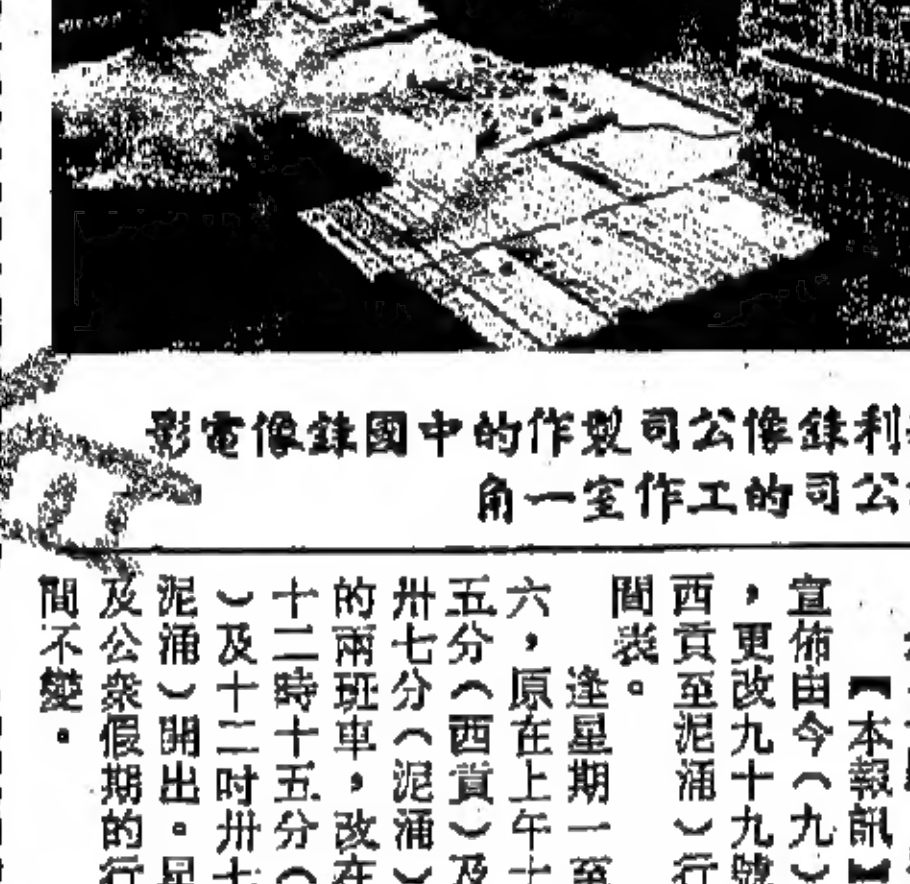 利錄像公司製作的中國錄像電影
公司的工作室一角
【本報訊】
宣佈由今（九）
，更改九十九號
西貢至泥涌）行
間表。
逢星期一至
六，原在上午十
五分（西貢）及
卅七分（泥涌）
的兩班車，改在
十二時十五分（
）及十二吋卅七
泥涌）開出。星
及公衆假期的行
間不變。